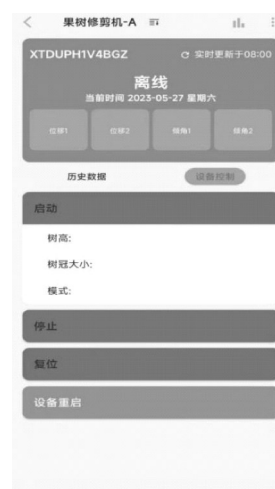 果树修剪机-A
XTDUPH1V4BGZ 实时更新于08:00
离线
当前时间 2023-05-27 星期六
位移1 位移2 倾角1 倾角2
历史数据 设备控制
启动
树高:
树冠大小:
模式:
停止
复位
设备重启